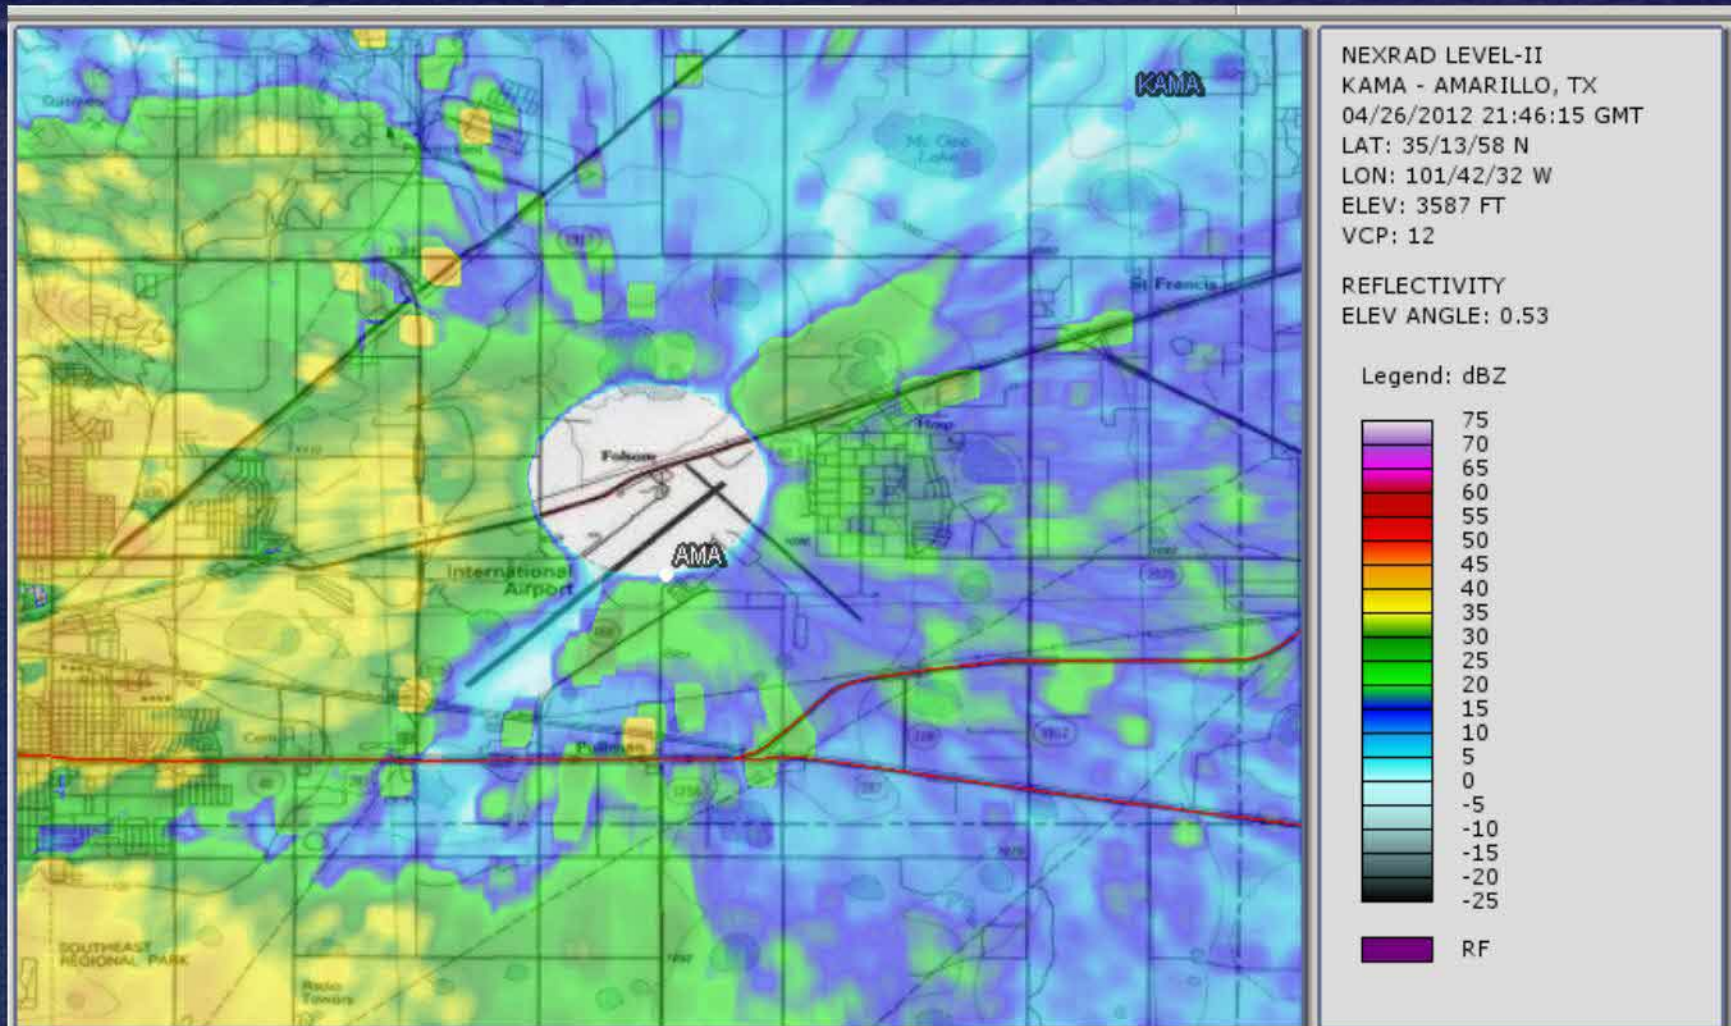 KAMA
St Francis
Folsom
AMA
International
Airport
Pullman
SOUTHEAST
REGIONAL PARK
Radio
Towers
NEXRAD LEVEL-II
KAMA - AMARILLO, TX
04/26/2012 21:46:15 GMT
LAT: 35/13/58 N
LON: 101/42/32 W
ELEV: 3587 FT
VCP: 12
REFLECTIVITY
ELEV ANGLE: 0.53
Legend: dBZ
75
70
65
60
55
50
45
40
35
30
25
20
15
10
5
0
-5
-10
-15
-20
-25
RF